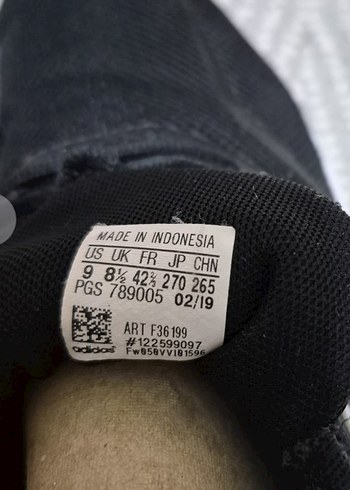 MADE IN INDONESIA
US UK FR JP CHN
9 8½ 42⅔ 270 265
PGS 789005 02/19
ART F36199
#122599097
adidas FW058VVI01596